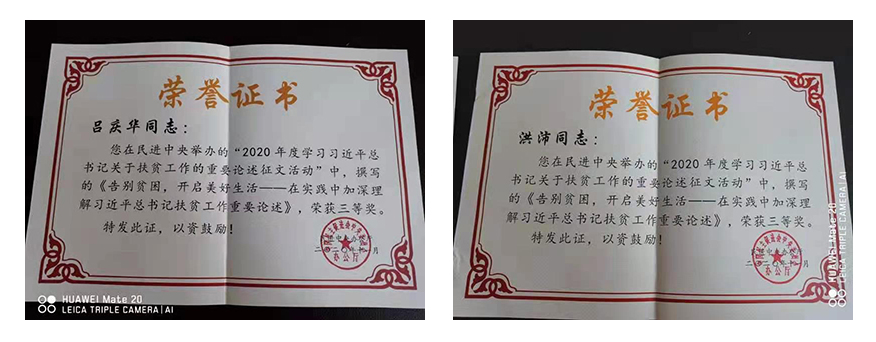 荣誉证书
吕庆华同志：
您在民进中央举办的“2020年度学习习近平总
书记关于扶贫工作的重要论述征文活动”中，撰写
的《告别贫困，开启美好生活——在实践中加深理
解习近平总书记扶贫工作重要论述》，荣获三等奖。
特发此证，以资鼓励！
办公厅
HUAWEI Mate 20
LEICA TRIPLE CAMERA | AI
荣誉证书
洪沛同志：
您在民进中央举办的“2020年度学习习近平总
书记关于扶贫工作的重要论述征文活动”中，撰写
的《告别贫困，开启美好生活——在实践中加深理
解习近平总书记扶贫工作重要论述》，荣获三等奖。
特发此证，以资鼓励！
办公厅
HUAWEI Mate 20
LEICA TRIPLE CAMERA | AI